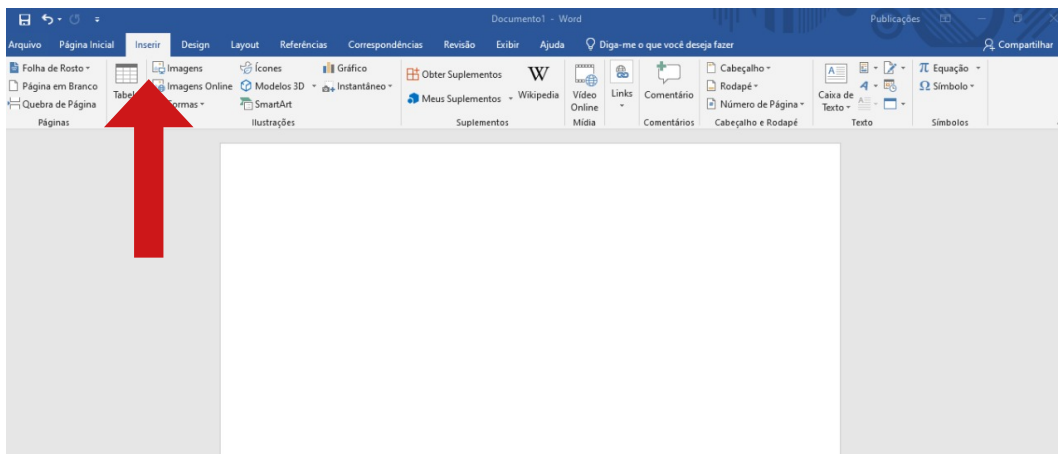 Documento1 - Word
Publicações
Arquivo Página Inicial Inserir Design Layout Referências Correspondências Revisão Exibir Ajuda Diga-me o que você deseja fazer Compartilhar
Folha de Rosto
Página em Branco
Quebra de Página
Páginas
Imagens
Imagens Online
Ícones
Modelos 3D
SmartArt
Gráfico
Instantâneo
Ilustrações
Obter Suplementos
Meus Suplementos
W
Wikipedia
Suplementos
Vídeo
Online
Mídia
Links
Comentário
Comentários
Cabeçalho
Rodapé
Número de Página
Cabeçalho e Rodapé
Caixa de
Texto
Texto
π Equação
Ω Símbolo
Símbolos